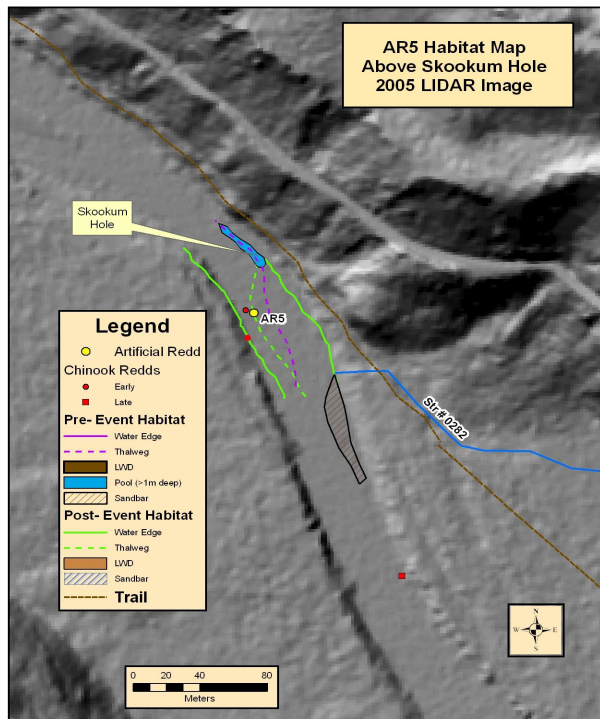 AR5 Habitat Map
Above Skookum Hole
2005 LIDAR Image
Skookum
Hole
AR5
Str# 0282
Legend
Artificial Redd
Chinook Redds
Early
Late
Pre- Event Habitat
Water Edge
Thalweg
LWD
Pool (>1m deep)
Sandbar
Post- Event Habitat
Water Edge
Thalweg
LWD
Sandbar
Trail
N
W E
S
0 20 40 80
Meters